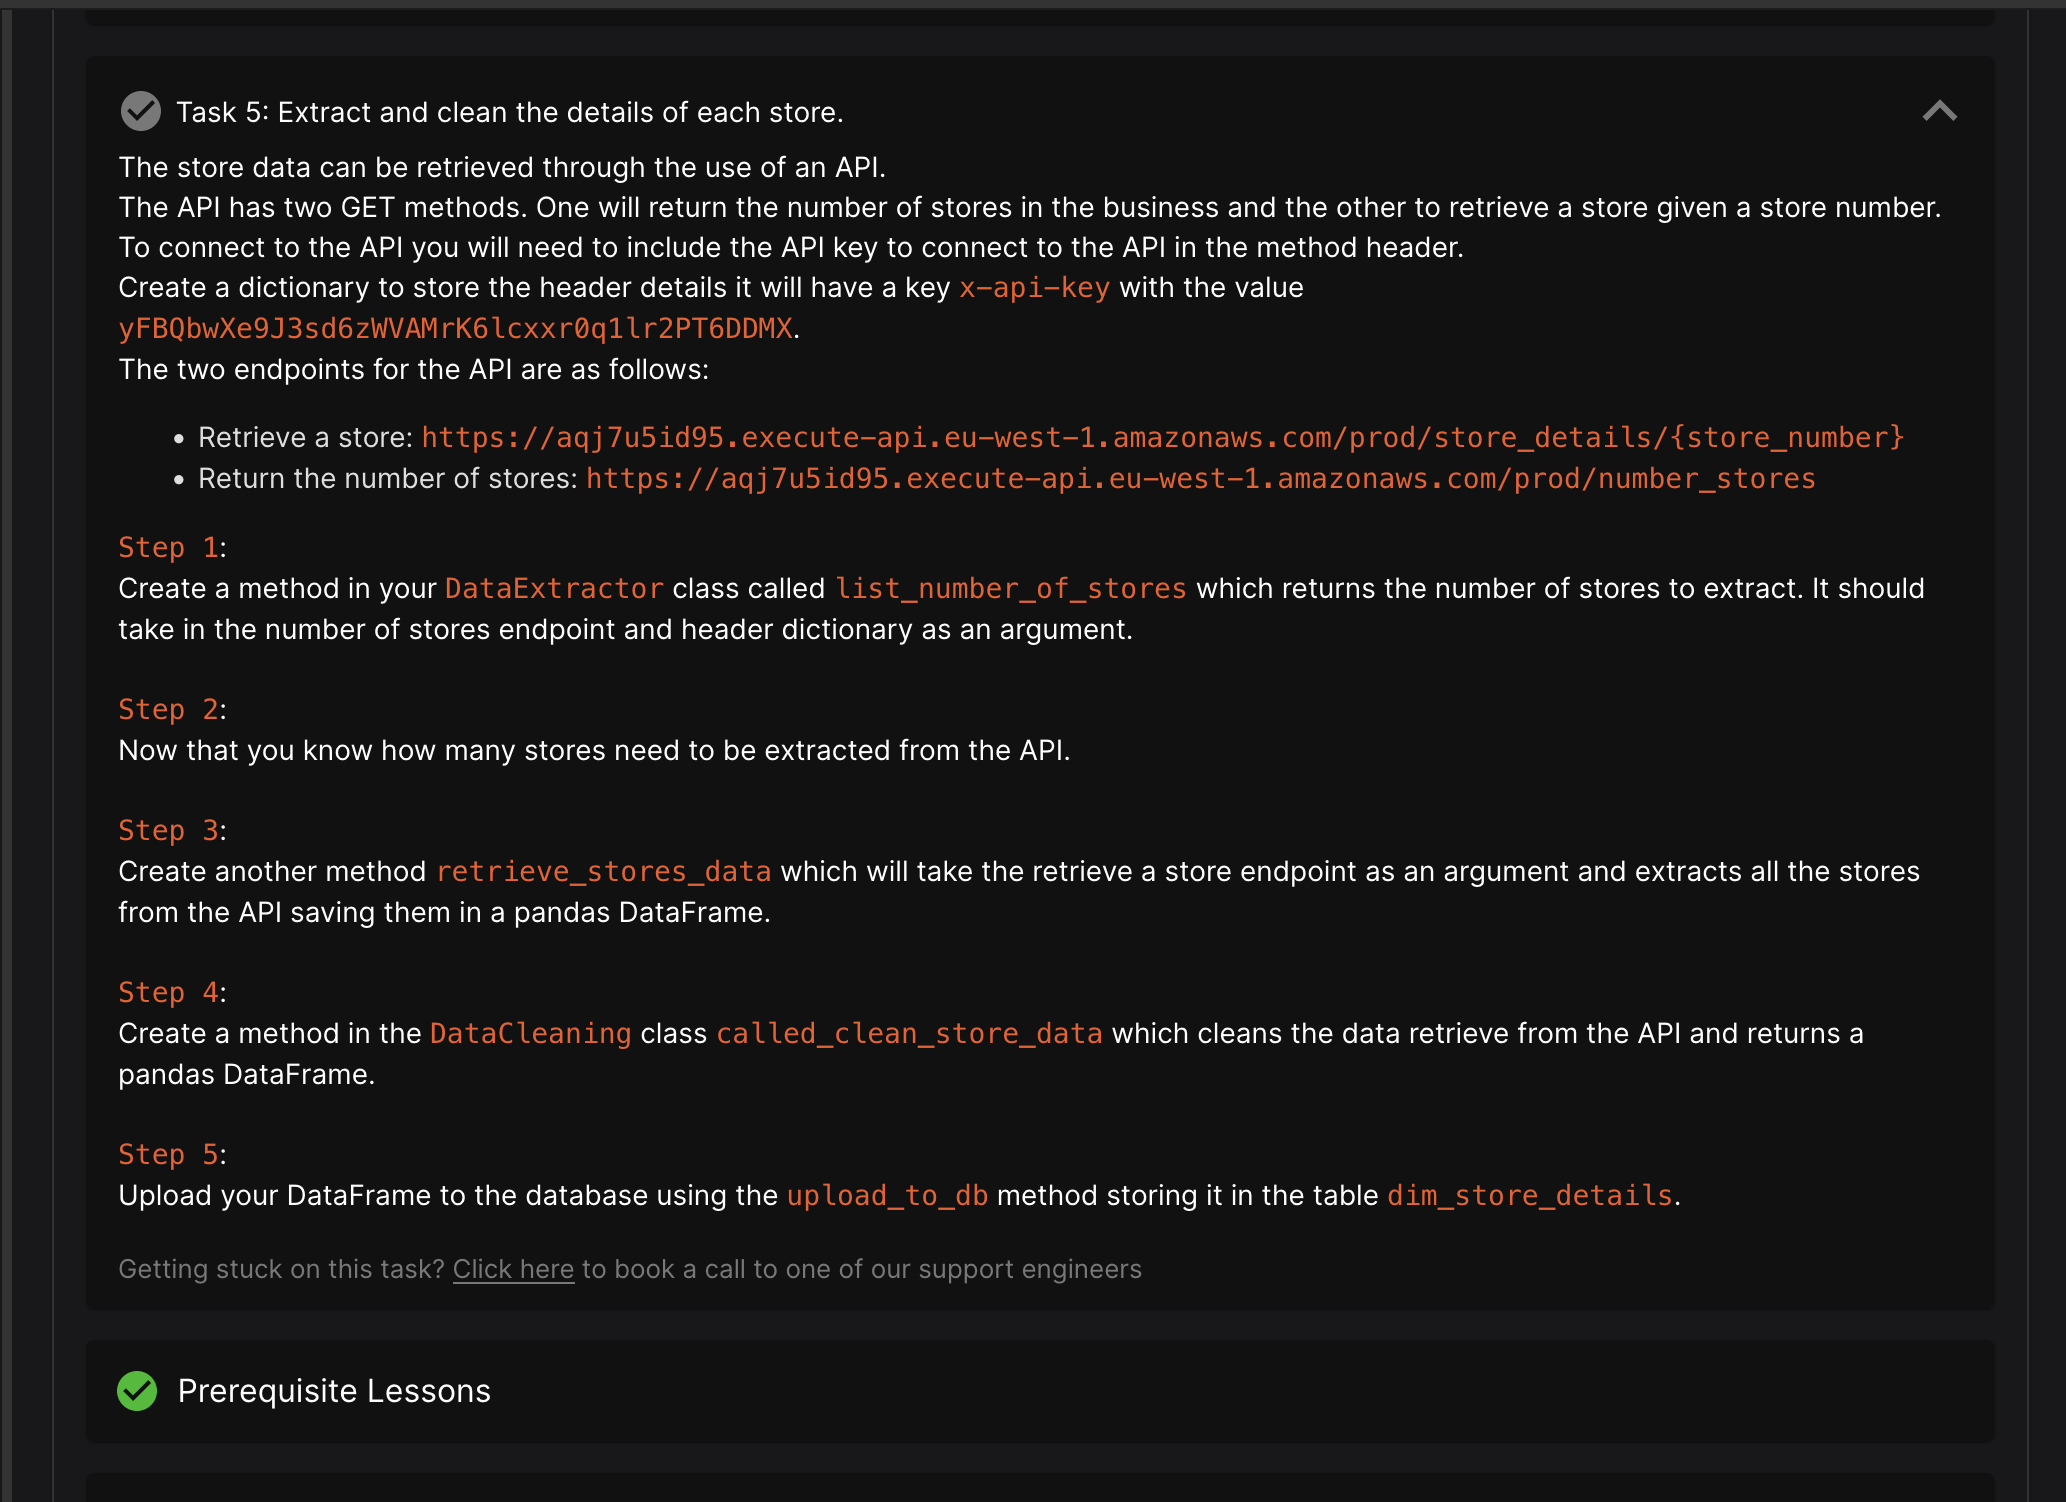 Task 5: Extract and clean the details of each store.
The store data can be retrieved through the use of an API.
The API has two GET methods. One will return the number of stores in the business and the other to retrieve a store given a store number.
To connect to the API you will need to include the API key to connect to the API in the method header.
Create a dictionary to store the header details it will have a key x-api-key with the value
yFBQbwXe9J3sd6zWVAMrK6lcxxr0q1lr2PT6DDMX.
The two endpoints for the API are as follows:
• Retrieve a store: https://aqj7u5id95.execute-api.eu-west-1.amazonaws.com/prod/store_details/{store_number}
• Return the number of stores: https://aqj7u5id95.execute-api.eu-west-1.amazonaws.com/prod/number_stores
Step 1:
Create a method in your DataExtractor class called list_number_of_stores which returns the number of stores to extract. It should
take in the number of stores endpoint and header dictionary as an argument.
Step 2:
Now that you know how many stores need to be extracted from the API.
Step 3:
Create another method retrieve_stores_data which will take the retrieve a store endpoint as an argument and extracts all the stores
from the API saving them in a pandas DataFrame.
Step 4:
Create a method in the DataCleaning class called_clean_store_data which cleans the data retrieve from the API and returns a
pandas DataFrame.
Step 5:
Upload your DataFrame to the database using the upload_to_db method storing it in the table dim_store_details.
Getting stuck on this task? Click here to book a call to one of our support engineers
Prerequisite Lessons